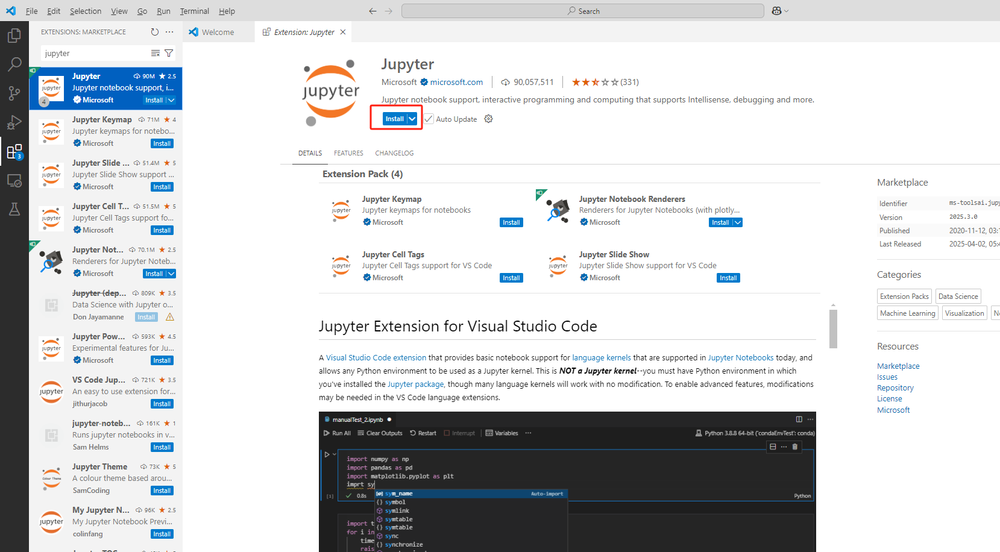 File Edit Selection View Go Run Terminal Help
Search
EXTENSIONS: MARKETPLACE
Welcome
Extension: Jupyter
jupyter
3
Jupyter 90M 2.5
Jupyter notebook support, i...
Microsoft Install
jupyter
4
Jupyter Keymap 71M 4
Jupyter keymaps for notebo...
Microsoft Install
jupyter
Jupyter Slide ... 51.4M 5
Jupyter Slide Show support ...
Microsoft Install
jupyter
Jupyter Cell T... 51.5M 5
Jupyter Cell Tags support fo...
Microsoft Install
jupyter
Jupyter Not... 70.1M 2.5
Renderers for Jupyter Noteb...
Microsoft Install
Jupyter (dep... 809K 3.5
Data Science with Jupyter o...
Don Jayamanne Install
Jupyter Pow... 593K 4.5
Experimental features for Ju...
Microsoft Install
jupyter
VS Code Jup... 721K 3.5
An easy to use extension for...
jithurjacob Install
jupyter
jupyter-noteb... 161K 1
Runs jupyter notebooks in v...
Sam Helms Install
Jupyter Theme 73K 5
A colour theme based arou...
SamCoding Install
Colour Theme
My Jupyter N... 96K 2.5
My Jupyter Notebook Previ...
colinfang Install
jupyter
jupyter
Jupyter
Microsoft microsoft.com 90,057,511 (331)
Jupyter notebook support, interactive programming and computing that supports Intellisense, debugging and more.
Install Auto Update
DETAILS FEATURES CHANGELOG
Extension Pack (4)
jupyter
Jupyter Keymap
Jupyter keymaps for notebooks
Microsoft Install
Jupyter Notebook Renderers
Renderers for Jupyter Notebooks (with plotly...
Microsoft Install
jupyter
Jupyter Cell Tags
Jupyter Cell Tags support for VS Code
Microsoft Install
jupyter
Jupyter Slide Show
Jupyter Slide Show support for VS Code
Microsoft Install
Jupyter Extension for Visual Studio Code
A Visual Studio Code extension that provides basic notebook support for language kernels that are supported in Jupyter Notebooks today, and
allows any Python environment to be used as a Jupyter kernel. This is NOT a Jupyter kernel--you must have Python environment in which
you've installed the Jupyter package, though many language kernels will work with no modification. To enable advanced features, modifications
may be needed in the VS Code language extensions.
manualTest_2.ipynb
Run All Clear Outputs Restart Interrupt Variables ... Python 3.8.8 64-bit ('condaEnvTest': conda)
import numpy as np
import pandas as pd
import matplotlib.pyplot as plt
imprt sy
[1] 0.8s Python
sym_name Auto-import
symbol
symlink
symtable
symtable
sync
synchronize
import t
for i in
time
rais
Marketplace
Identifier ms-toolsai.jupy
Version 2025.3.0
Published 2020-11-12, 03:1
Last Released 2025-04-02, 05:4
Categories
Extension Packs Data Science
Machine Learning Visualization
Resources
Marketplace
Issues
Repository
License
Microsoft